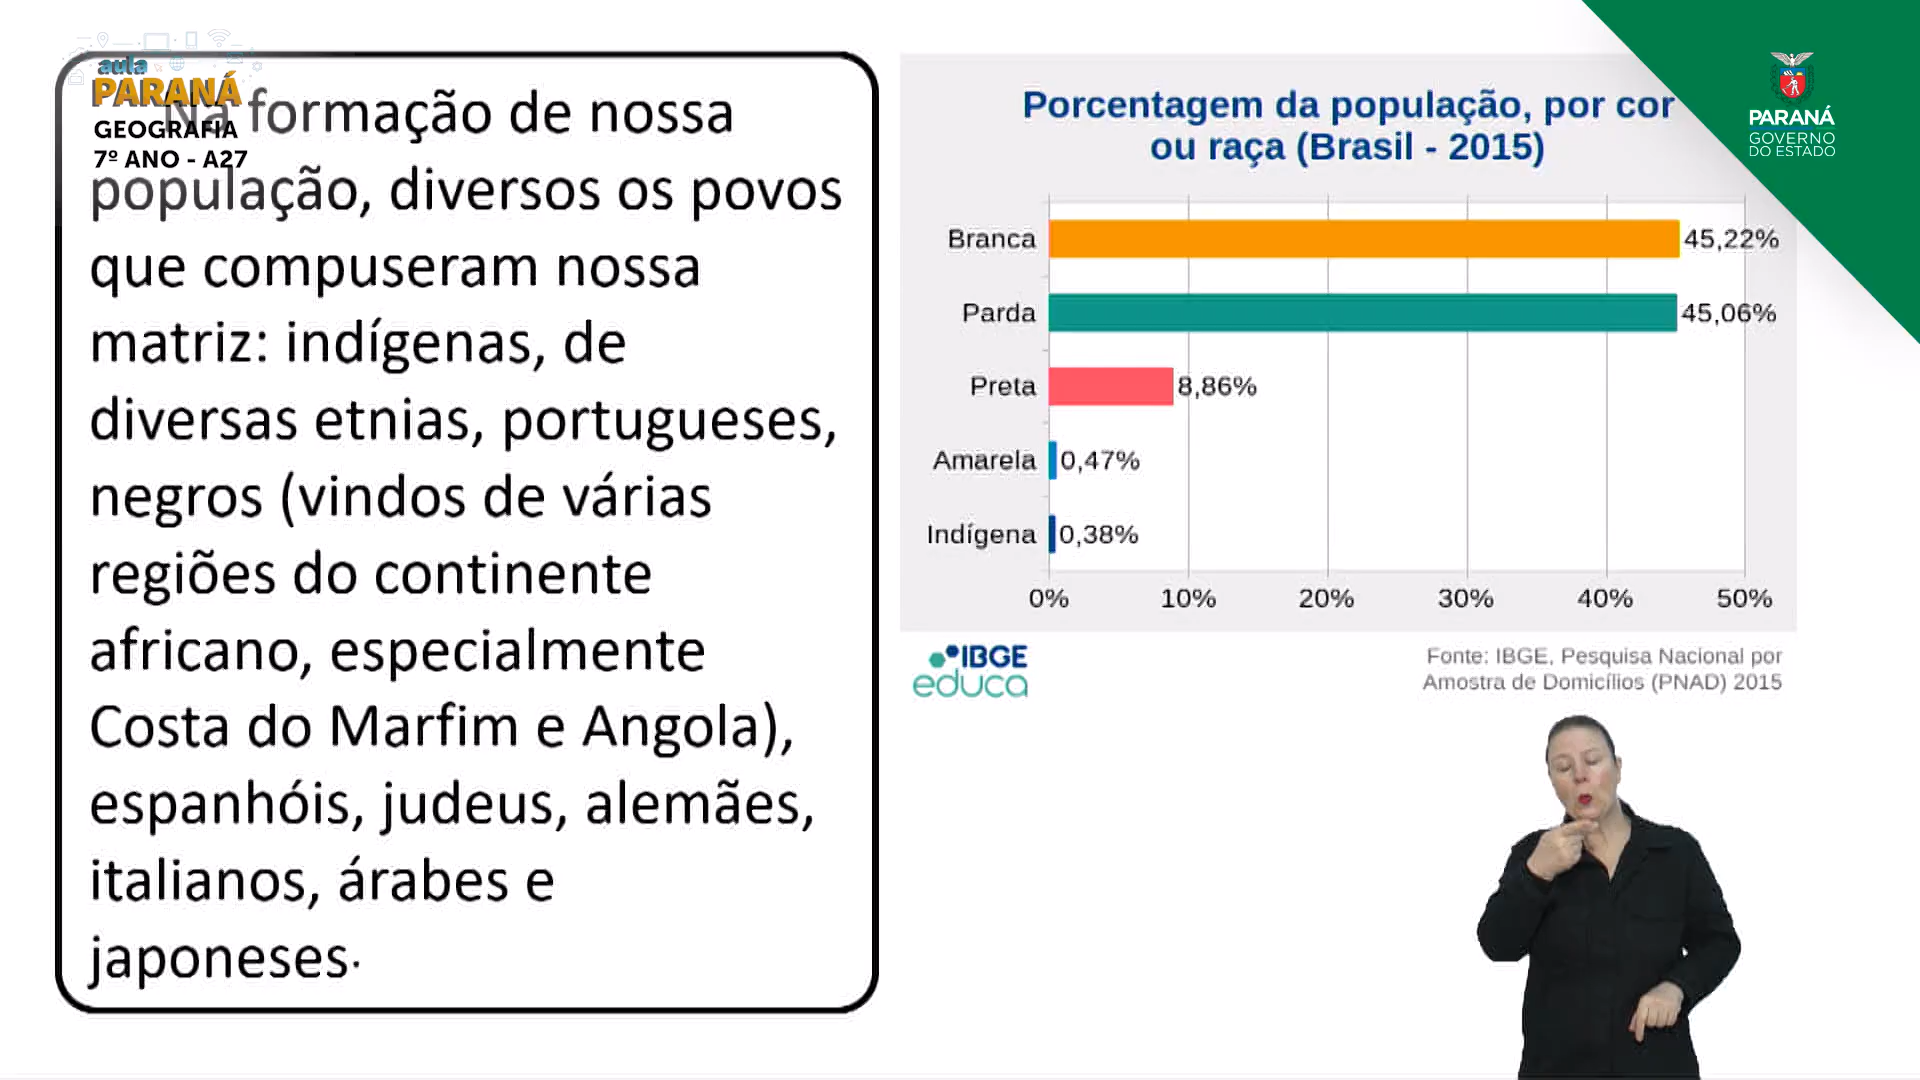 aula
PARANÁ
GEOGRAFIA
7º ANO - A27
Na formação de nossa
população, diversos os povos
que compuseram nossa
matriz: indígenas, de
diversas etnias, portugueses,
negros (vindos de várias
regiões do continente
africano, especialmente
Costa do Marfim e Angola),
espanhóis, judeus, alemães,
italianos, árabes e
japoneses.
Porcentagem da população, por cor
ou raça (Brasil - 2015)
Branca 45,22%
Parda 45,06%
Preta 8,86%
Amarela 0,47%
Indígena 0,38%
0% 10% 20% 30% 40% 50%
IBGE
educa
Fonte: IBGE, Pesquisa Nacional por
Amostra de Domicílios (PNAD) 2015
PARANÁ
GOVERNO
DO ESTADO